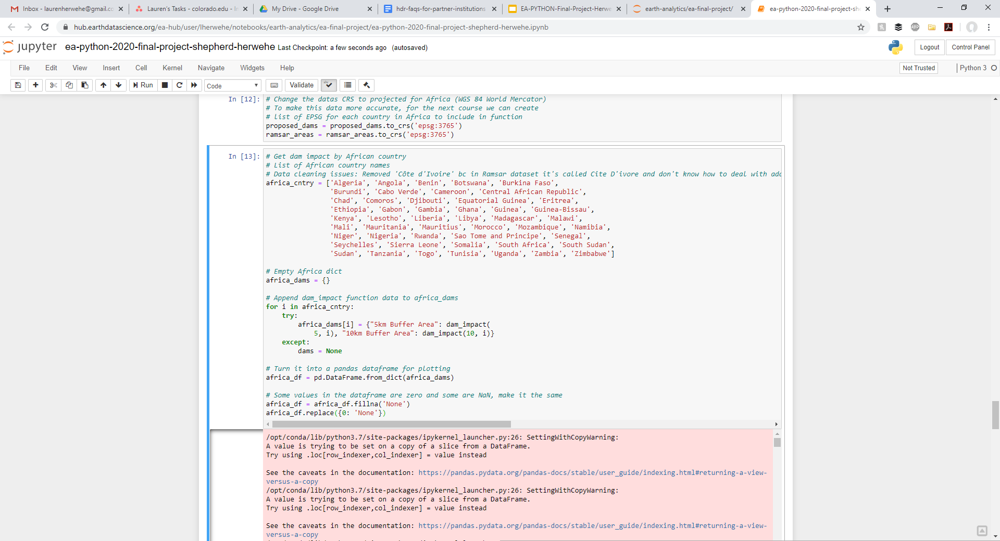 Inbox - laurenherwehe@gmail.co
Lauren's Tasks - colorado.edu - In
My Drive - Google Drive
hdr-faqs-for-partner-institutions
EA-PYTHON-Final-Project-Herwe
earth-analytics/ea-final-project/
ea-python-2020-final-project-sh
hub.earthdatascience.org/ea-hub/user/lherwehe/notebooks/earth-analytics/ea-final-project/ea-python-2020-final-project-shepherd-herwehe.ipynb
jupyter ea-python-2020-final-project-shepherd-herwehe Last Checkpoint: a few seconds ago (autosaved)
Logout Control Panel
File Edit View Insert Cell Kernel Navigate Widgets Help
Not Trusted Python 3
Run Code Validate
In [12]:
# Change the datas CRS to projected for Africa (WGS 84 World Mercator)
# To make this data more accurate, for the next course we can create
# list of EPSG for each country in Africa to include in function
proposed_dams = proposed_dams.to_crs('epsg:3765')
ramsar_areas = ramsar_areas.to_crs('epsg:3765')
In [13]:
# Get dam impact by African country
# List of African country names
# Data cleaning issues: Removed 'Côte d'Ivoire' bc in Ramsar dataset it's called Cite D'ivore and don't know how to deal with add
africa_cntry = ['Algeria', 'Angola', 'Benin', 'Botswana', 'Burkina Faso',
'Burundi', 'Cabo Verde', 'Cameroon', 'Central African Republic',
'Chad', 'Comoros', 'Djibouti', 'Equatorial Guinea', 'Eritrea',
'Ethiopia', 'Gabon', 'Gambia', 'Ghana', 'Guinea', 'Guinea-Bissau',
'Kenya', 'Lesotho', 'Liberia', 'Libya', 'Madagascar', 'Malawi',
'Mali', 'Mauritania', 'Mauritius', 'Morocco', 'Mozambique', 'Namibia',
'Niger', 'Nigeria', 'Rwanda', 'Sao Tome and Principe', 'Senegal',
'Seychelles', 'Sierra Leone', 'Somalia', 'South Africa', 'South Sudan',
'Sudan', 'Tanzania', 'Togo', 'Tunisia', 'Uganda', 'Zambia', 'Zimbabwe']
# Empty Africa dict
africa_dams = {}
# Append dam_impact function data to africa_dams
for i in africa_cntry:
try:
africa_dams[i] = {"5km Buffer Area": dam_impact(
5, i), "10km Buffer Area": dam_impact(10, i)}
except:
dams = None
# Turn it into a pandas dataframe for plotting
africa_df = pd.DataFrame.from_dict(africa_dams)
# Some values in the dataframe are zero and some are NaN, make it the same
africa_df = africa_df.fillna('None')
africa_df.replace({0: 'None'})
/opt/conda/lib/python3.7/site-packages/ipykernel_launcher.py:26: SettingWithCopyWarning:
A value is trying to be set on a copy of a slice from a DataFrame.
Try using .loc[row_indexer,col_indexer] = value instead
See the caveats in the documentation: https://pandas.pydata.org/pandas-docs/stable/user_guide/indexing.html#returning-a-view-
versus-a-copy
/opt/conda/lib/python3.7/site-packages/ipykernel_launcher.py:26: SettingWithCopyWarning:
A value is trying to be set on a copy of a slice from a DataFrame.
Try using .loc[row_indexer,col_indexer] = value instead
See the caveats in the documentation: https://pandas.pydata.org/pandas-docs/stable/user_guide/indexing.html#returning-a-view-
versus-a-copy